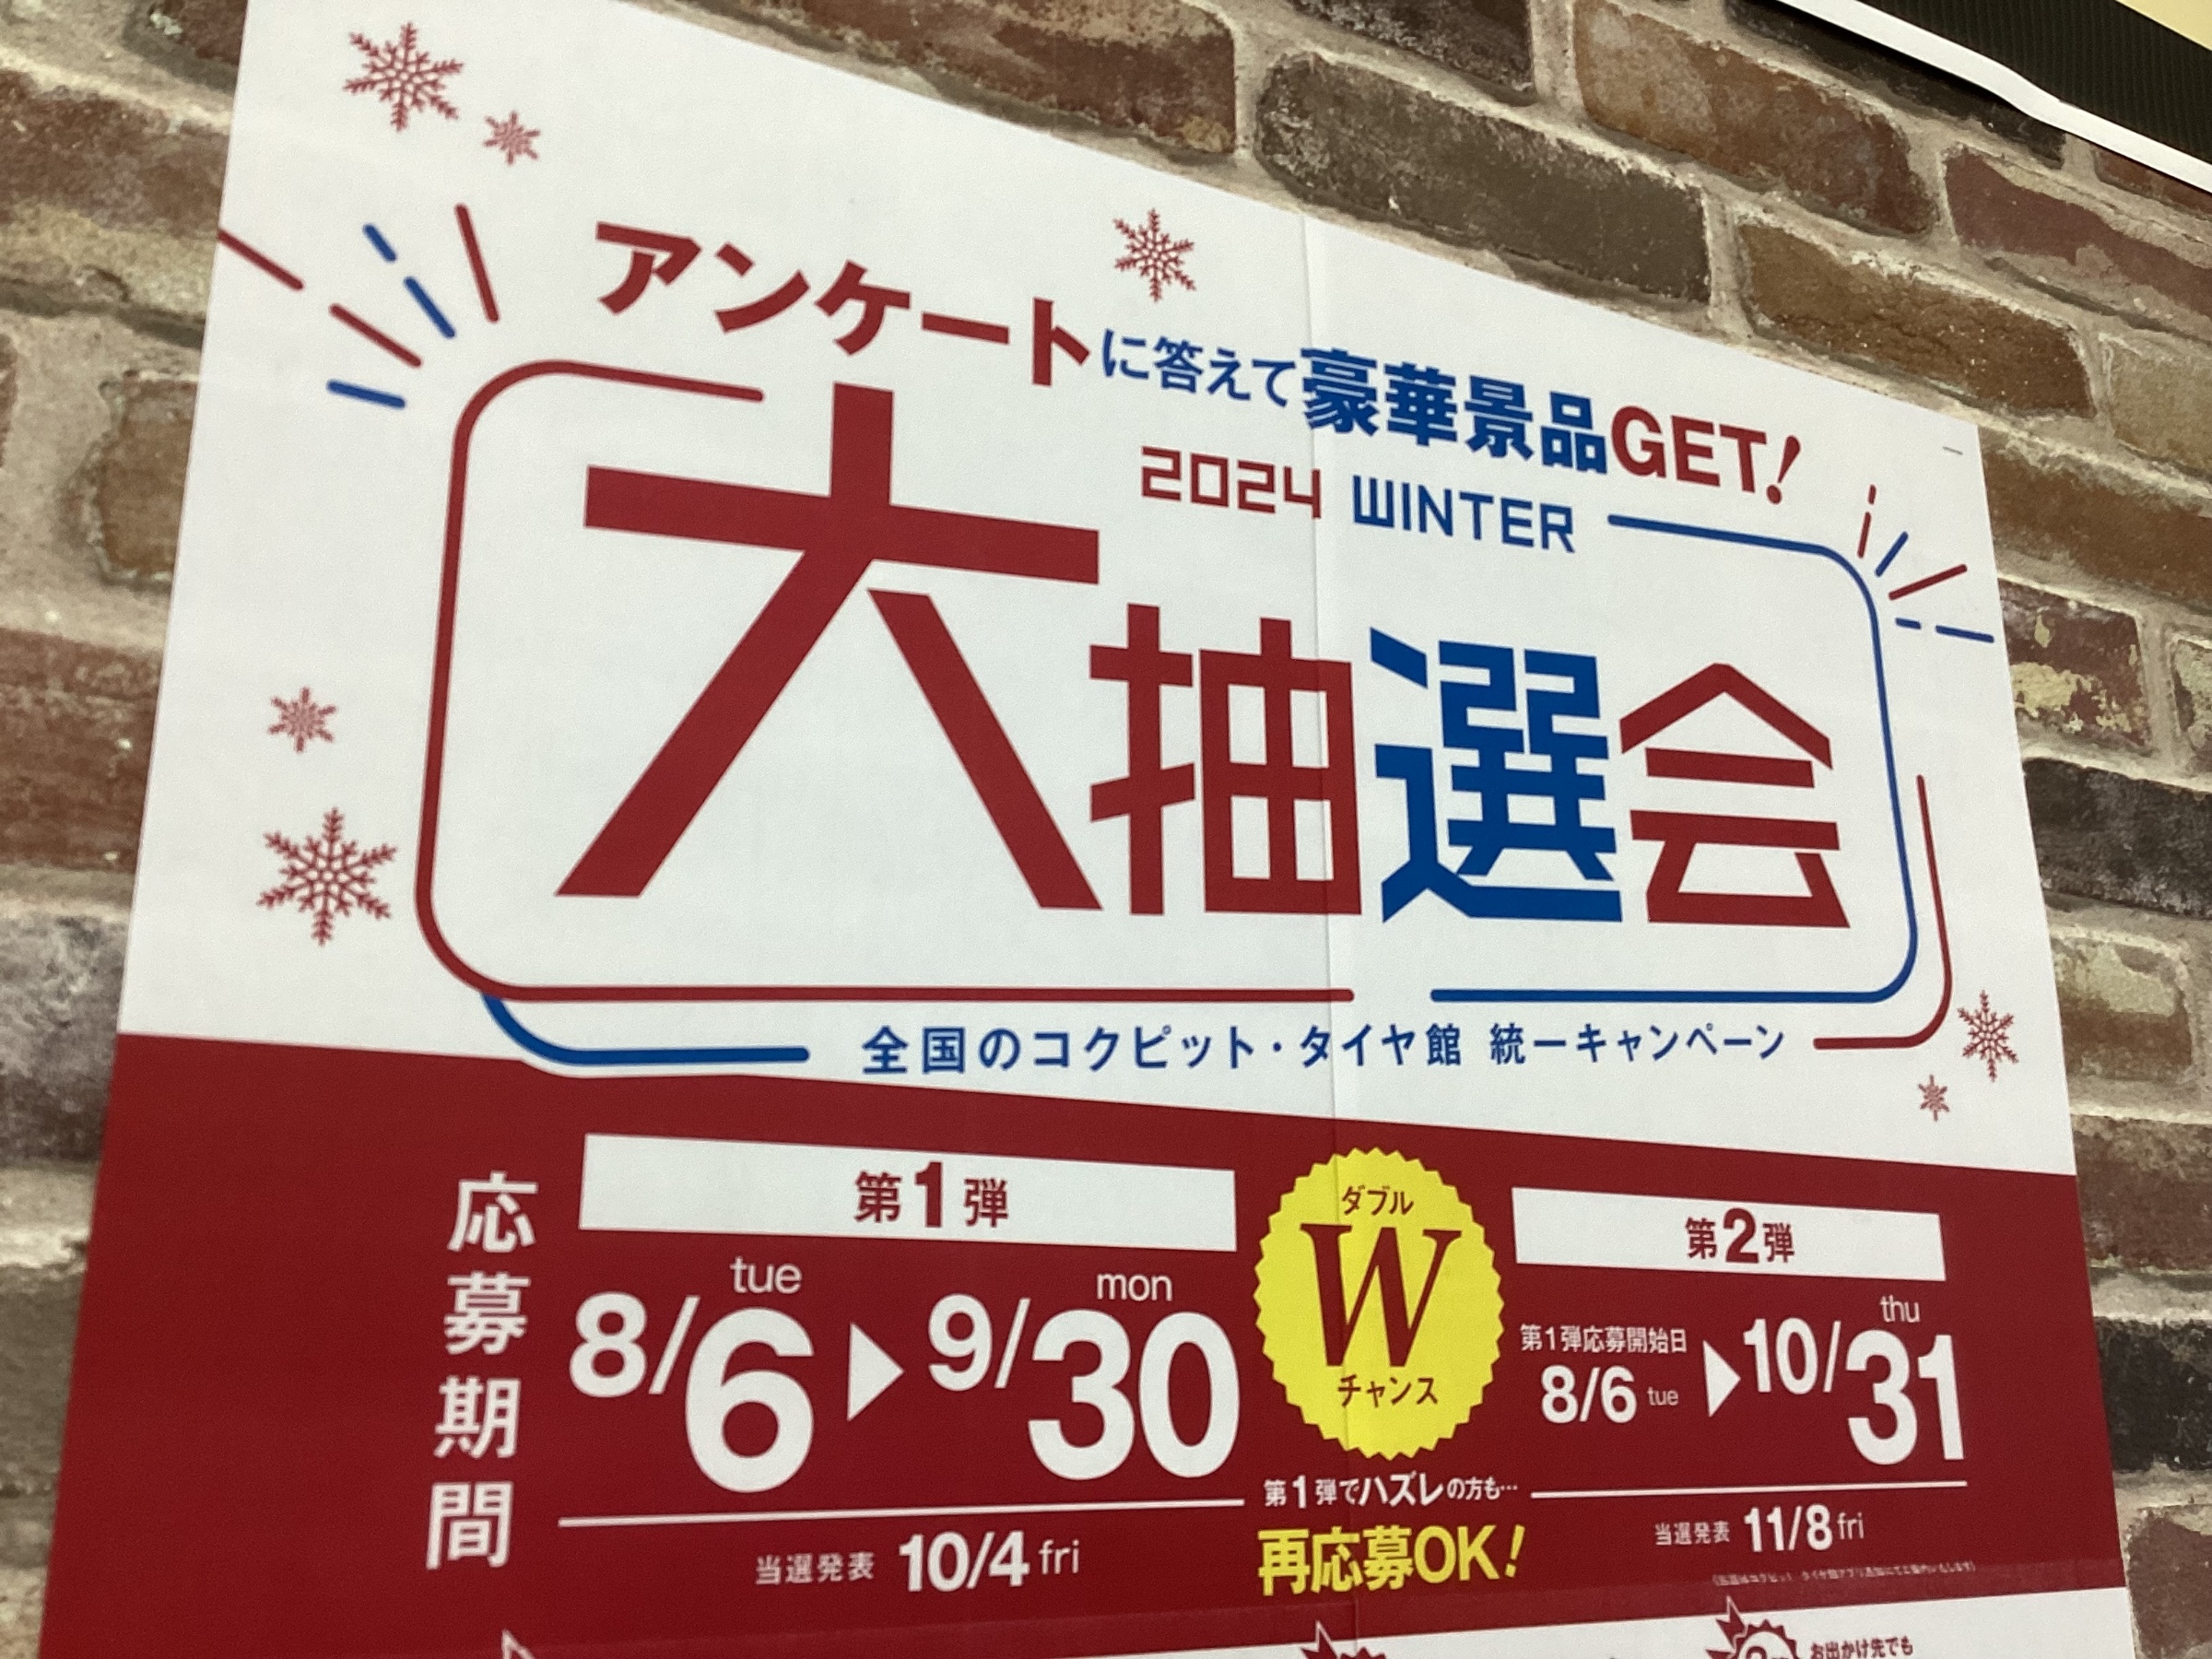 アンケートに答えて豪華景品GET!
2024 WINTER
大抽選会
全国のコクピット・タイヤ館 統一キャンペーン
応募期間
第1弾
8/6 tue ▶ 9/30 mon
当選発表 10/4 fri
ダブル
W
チャンス
第1弾でハズレの方も…
再応募OK!
第2弾
第1弾応募開始日
8/6 tue ▶ 10/31 thu
当選発表 11/8 fri
お出かけ先でも